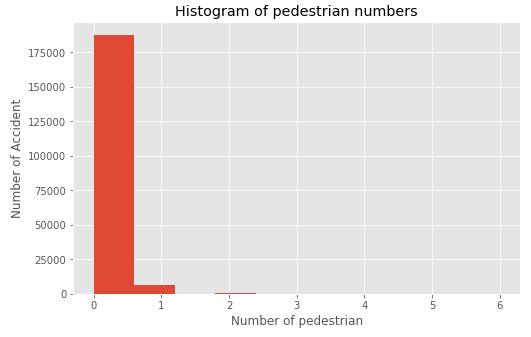 Histogram of pedestrian numbers
Number of Accident
175000
150000
125000
100000
75000
50000
25000
0
0 1 2 3 4 5 6
Number of pedestrian